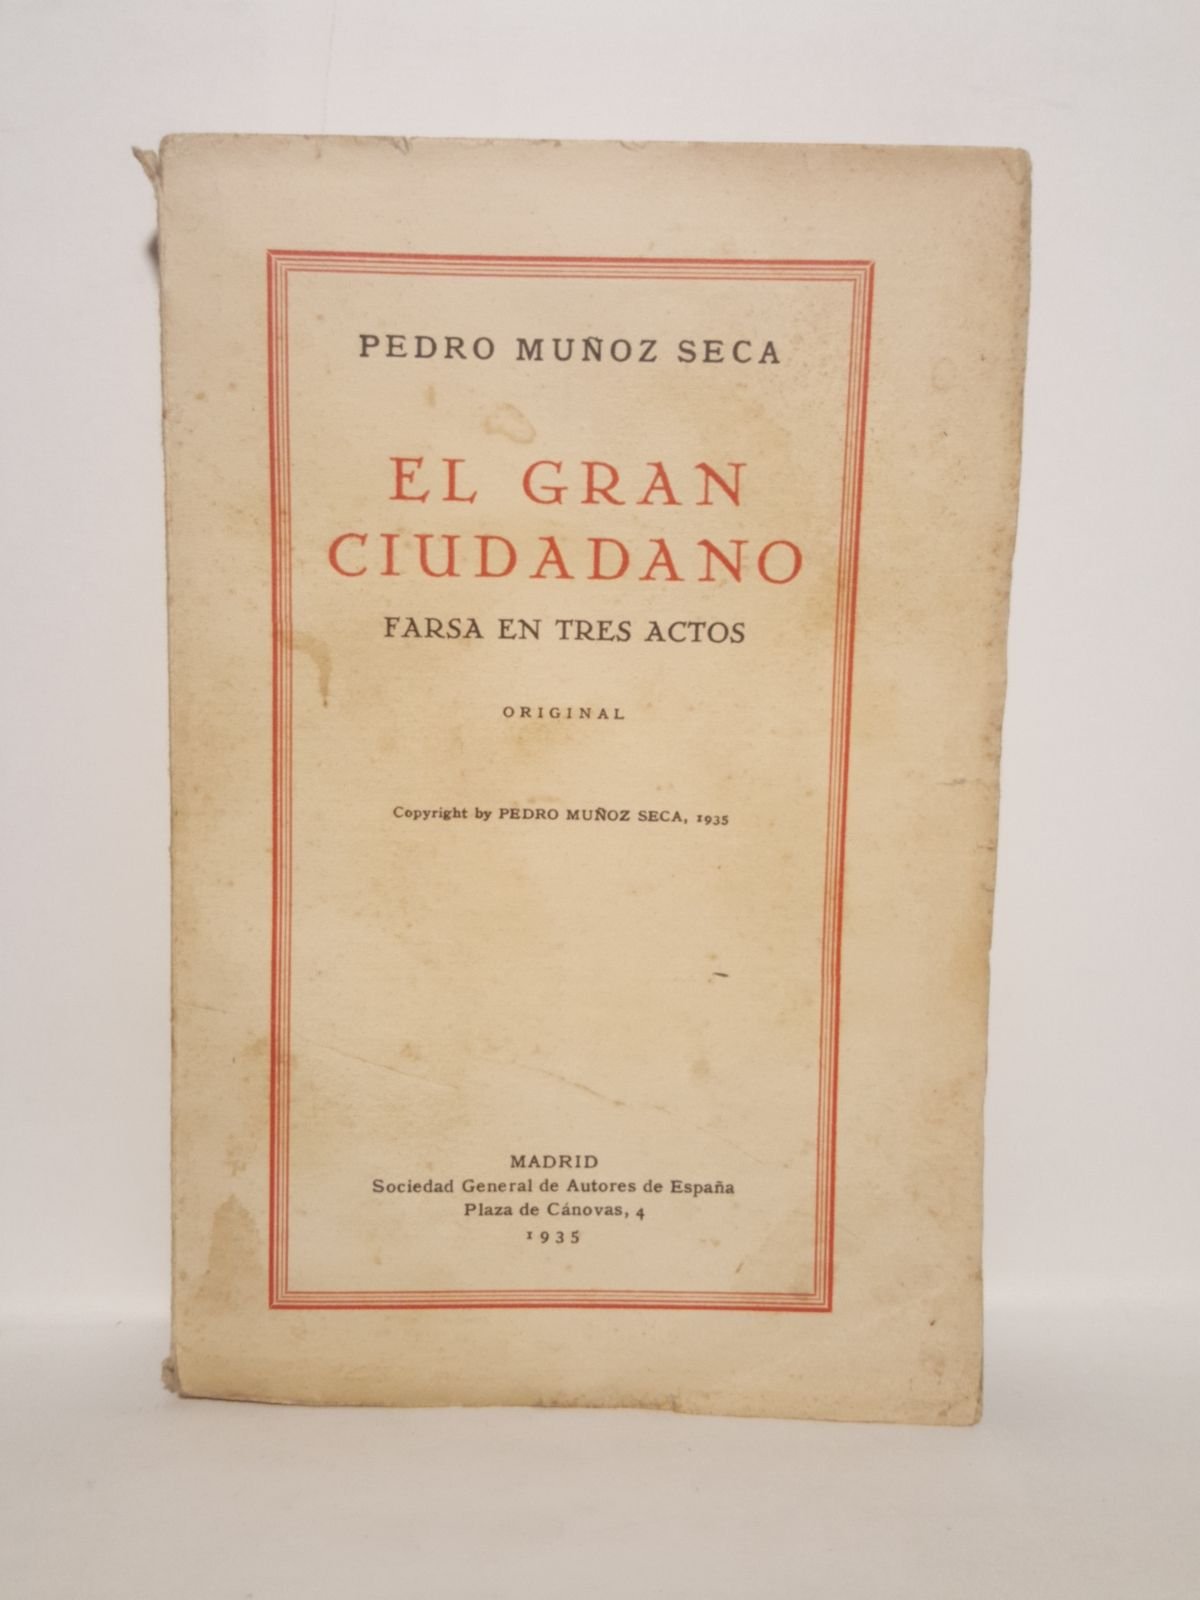 PEDRO MUÑOZ SECA
EL GRAN
CIUDADANO
FARSA EN TRES ACTOS
ORIGINAL
Copyright by PEDRO MUÑOZ SECA, 1935
MADRID
Sociedad General de Autores de España
Plaza de Cánovas, 4
1935